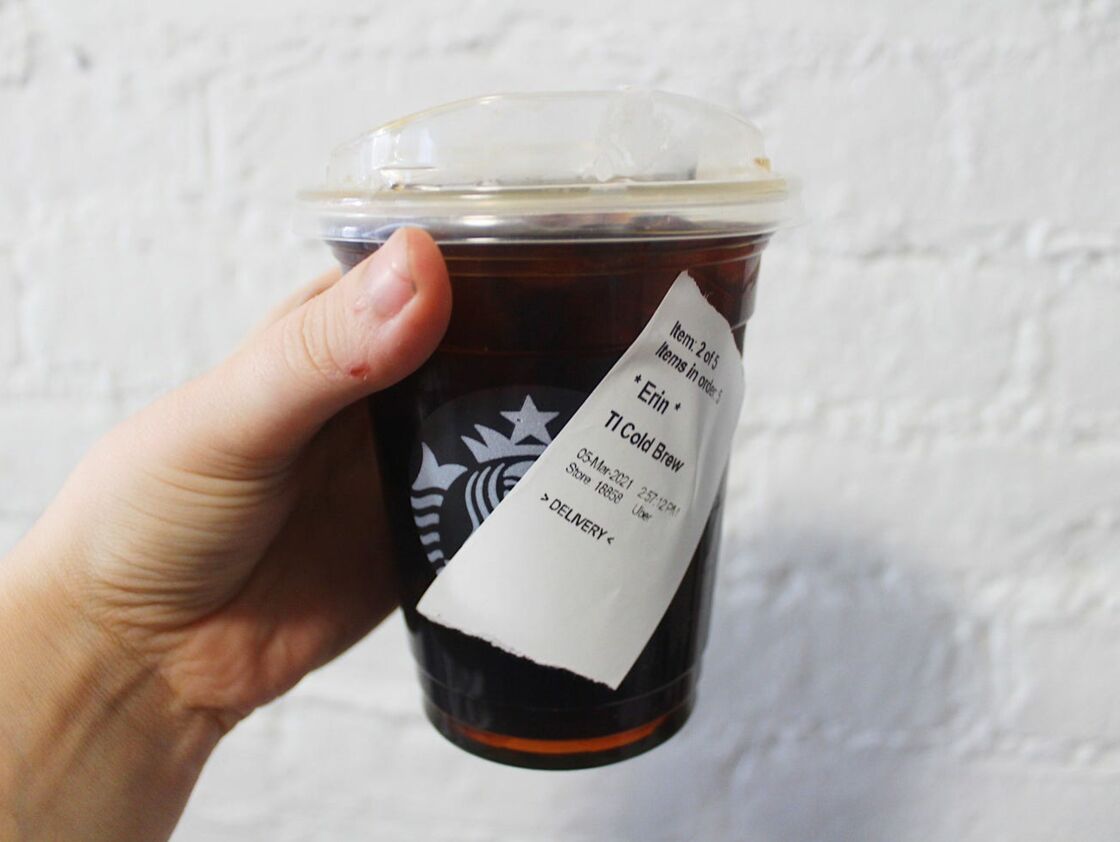 Item: 2 of 5
Items in order: 5
* Erin *
Tl Cold Brew
05-Mar-2021 2:57:12 PM
Store 18858 Uber
> DELIVERY <